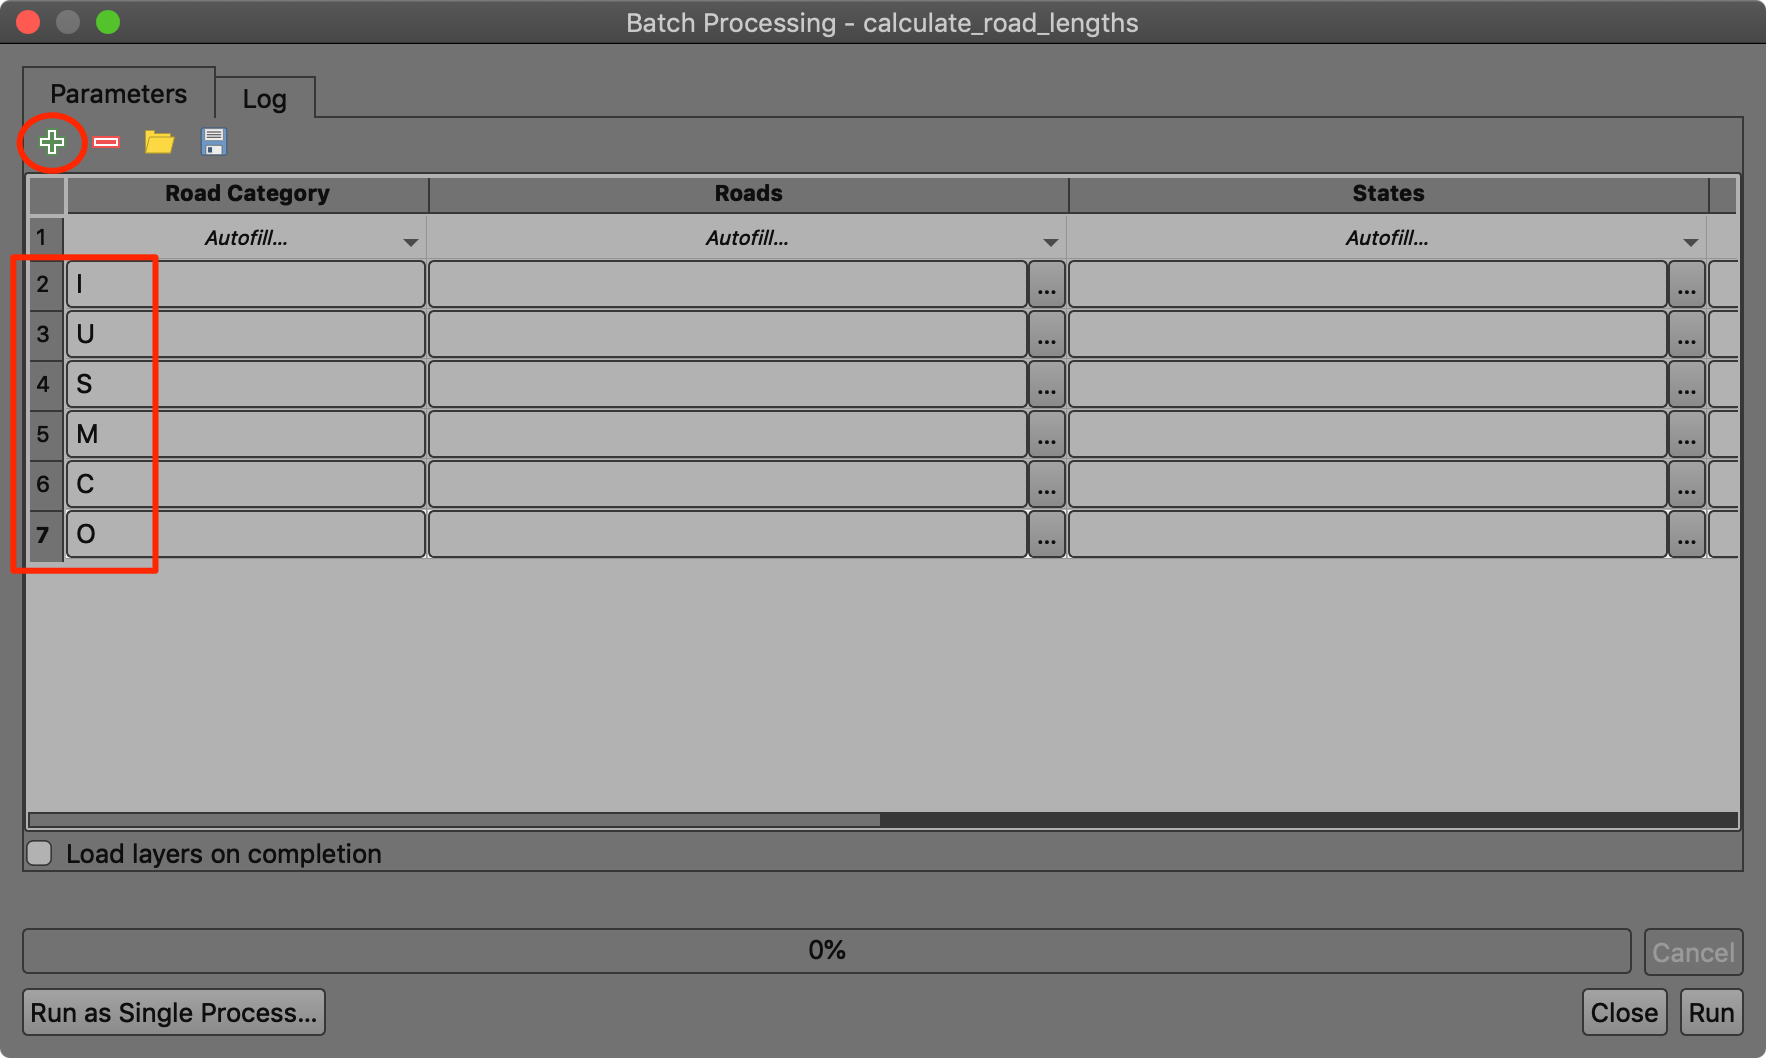 Batch Processing - calculate_road_lengths
Parameters Log
Road Category Roads States
1 Autofill... Autofill... Autofill...
2 I ... ...
3 U ... ...
4 S ... ...
5 M ... ...
6 C ... ...
7 O ... ...
Load layers on completion
0% Cancel
Run as Single Process... Close Run